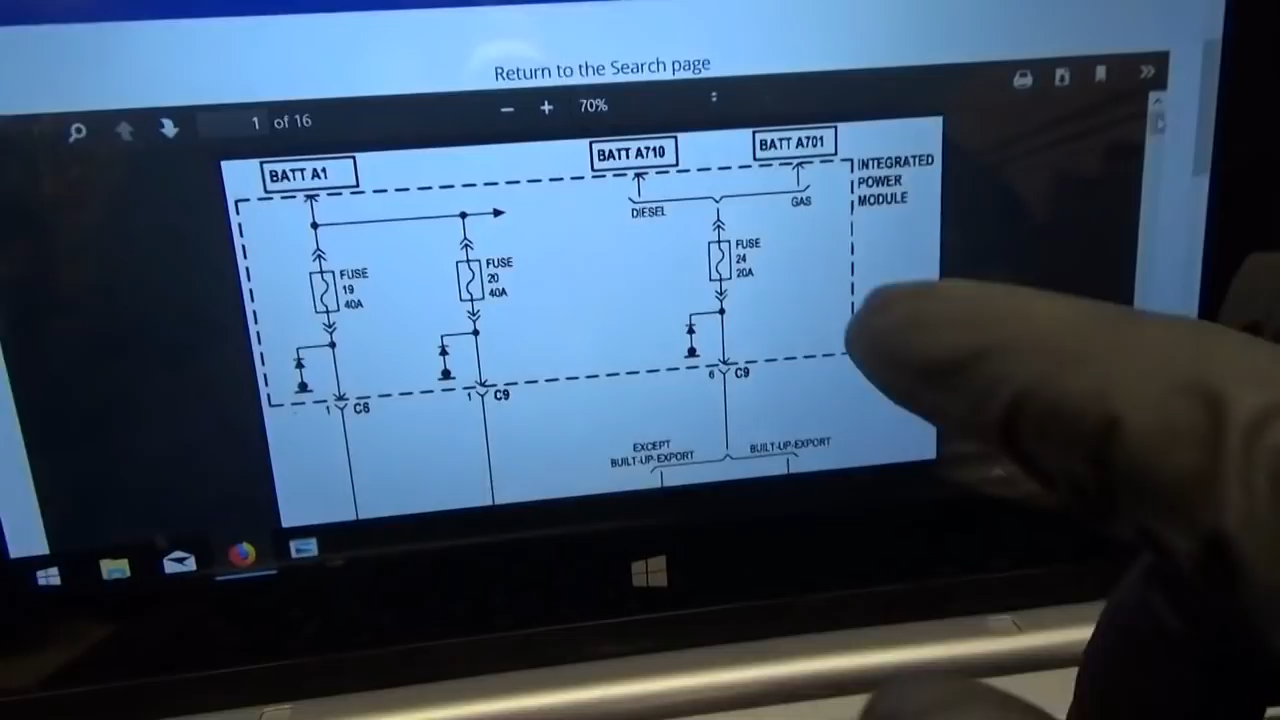 Return to the Search page
1 of 16
70%
BATT A1
BATT A710
BATT A701
INTEGRATED
POWER
MODULE
DIESEL
GAS
FUSE
19
40A
FUSE
20
40A
FUSE
24
20A
1 C6
1 C9
6 C9
EXCEPT
BUILT-UP-EXPORT
BUILT-UP-EXPORT